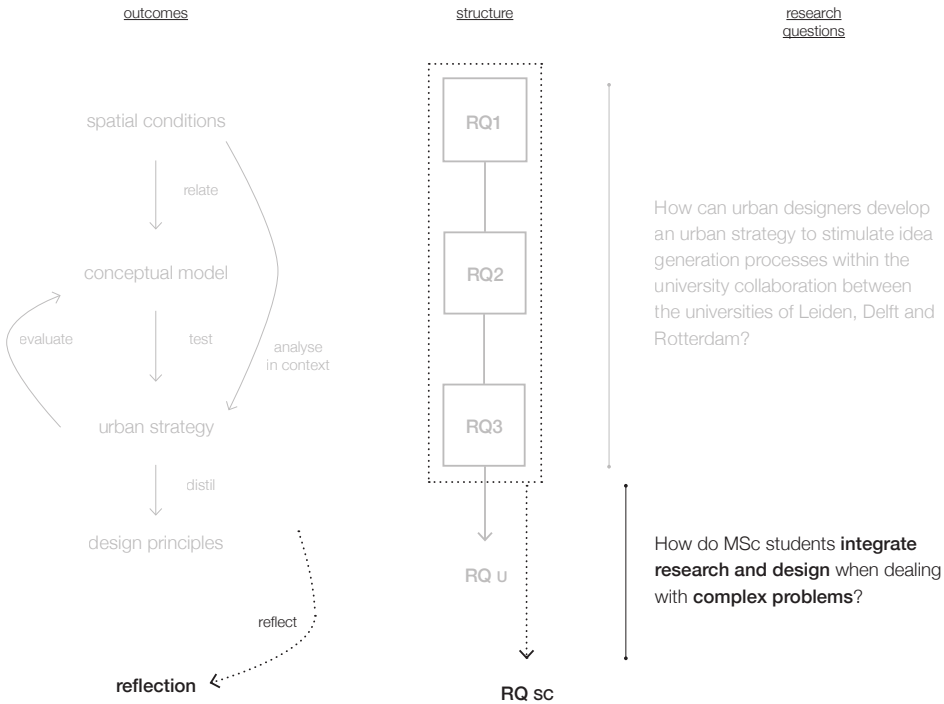 outcomes
structure
research
questions
spatial conditions
relate
conceptual model
evaluate
test
analyse
in context
urban strategy
distil
design principles
reflect
reflection
RQ1
RQ2
RQ3
RQ U
RQ SC
How can urban designers develop
an urban strategy to stimulate idea
generation processes within the
university collaboration between
the universities of Leiden, Delft and
Rotterdam?
How do MSc students integrate
research and design when dealing
with complex problems?